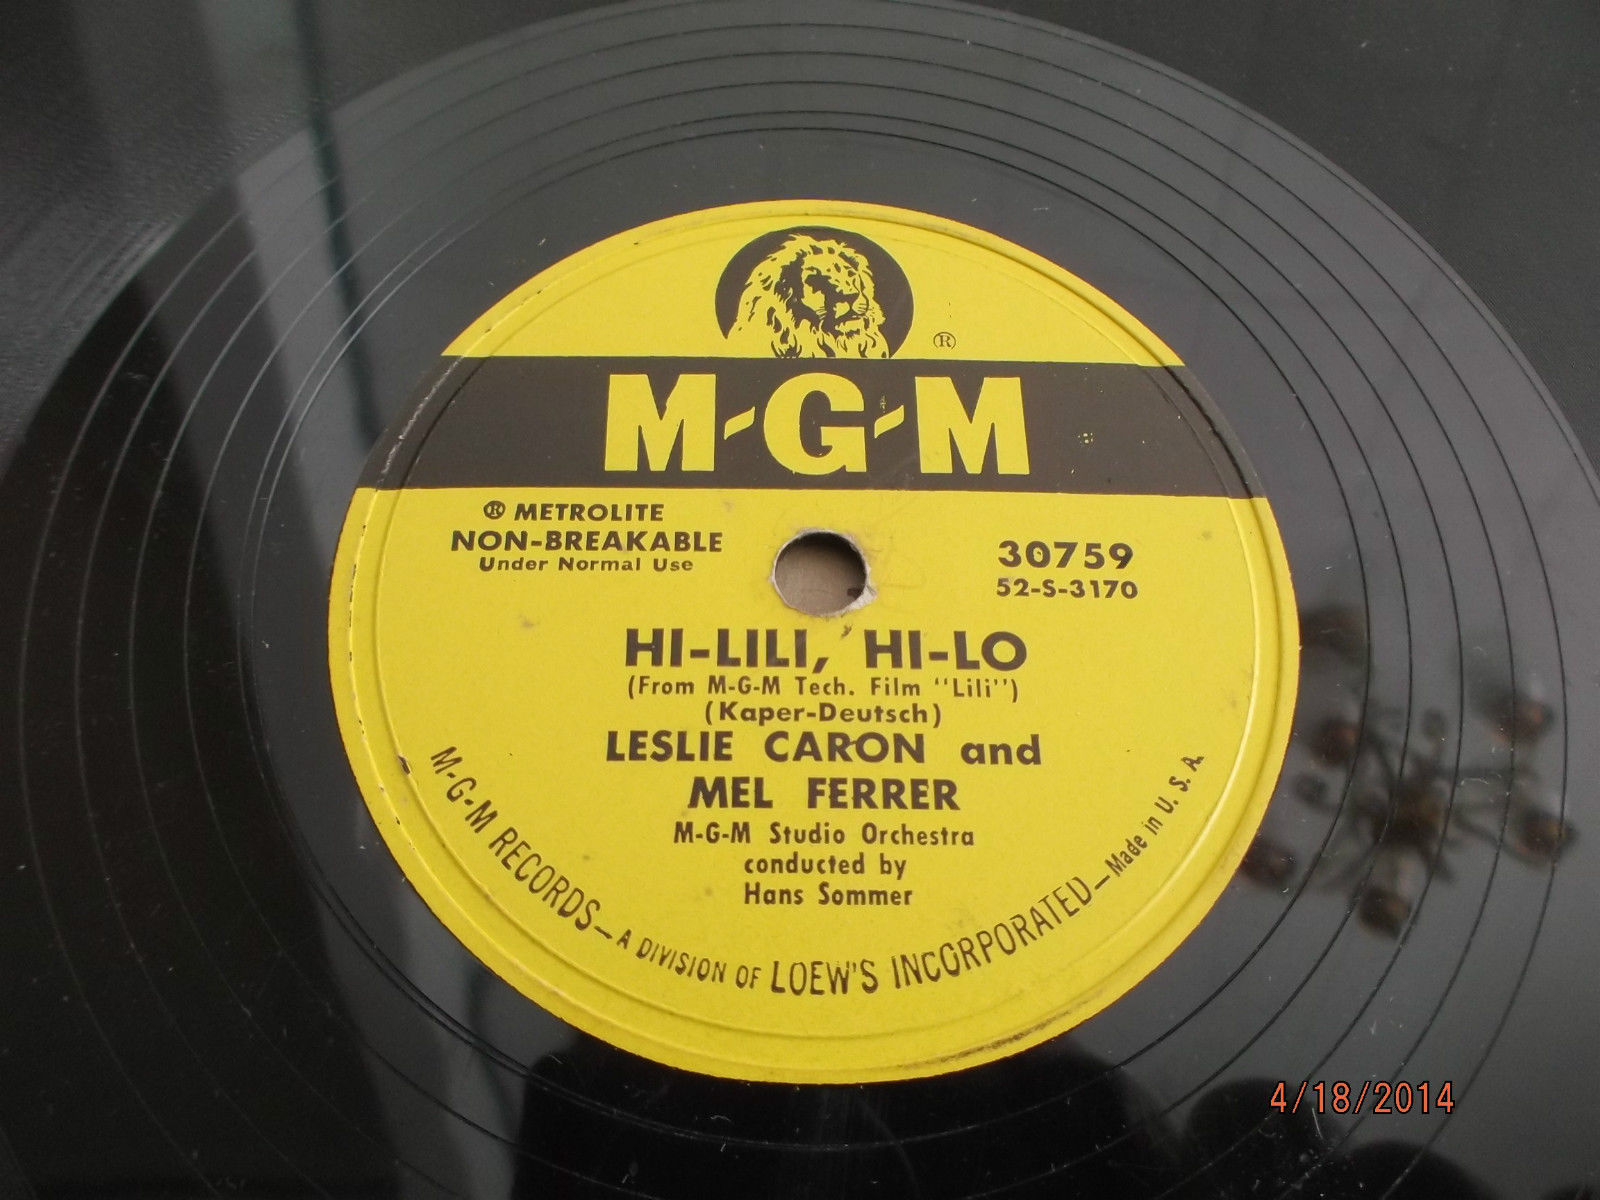 ®
M-G-M
® METROLITE
NON-BREAKABLE
Under Normal Use
30759
52-S-3170
HI-LILI, HI-LO
(From M-G-M Tech. Film "Lili")
(Kaper-Deutsch)
LESLIE CARON and
MEL FERRER
M-G-M Studio Orchestra
conducted by
Hans Sommer
M-G-M RECORDS—A DIVISION OF LOEW'S INCORPORATED—Made in U. S. A.
4/18/2014